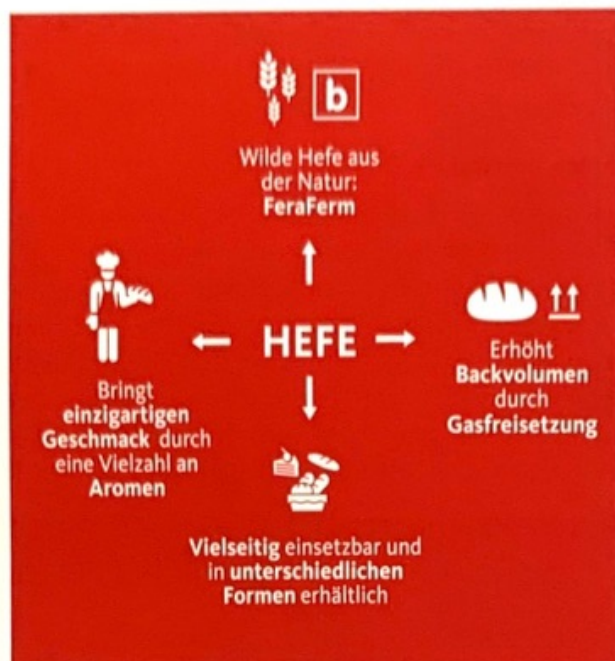 b
Wilde Hefe aus
der Natur:
FeraFerm
HEFE
Bringt
einzigartigen
Geschmack durch
eine Vielzahl an
Aromen
Erhöht
Backvolumen
durch
Gasfreisetzung
Vielseitig einsetzbar und
in unterschiedlichen
Formen erhältlich